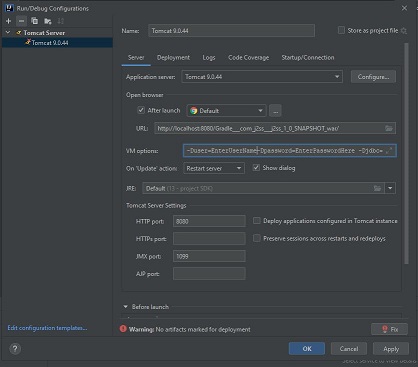 Run/Debug Configurations
Tomcat Server
Tomcat 9.0.44
Name:
Tomcat 9.0.44
Store as project file
Server
Deployment
Logs
Code Coverage
Startup/Connection
Application server:
Tomcat 9.0.44
Configure...
Open browser
After launch
Default
...
URL:
http://localhost:8080/Gradle___com_j2ss___j2ss_1_0_SNAPSHOT_war/
VM options:
-Duser=EnterUserName -Dpassword=EnterPasswordHere -Djdbc=
On 'Update' action:
Restart server
Show dialog
JRE:
Default (13 - project SDK)
Tomcat Server Settings
HTTP port:
8080
Deploy applications configured in Tomcat instance
HTTPs port:
Preserve sessions across restarts and redeploys
JMX port:
1099
AJP port:
Before launch
Edit configuration templates...
Warning: No artifacts marked for deployment
Fix
?
OK
Cancel
Apply